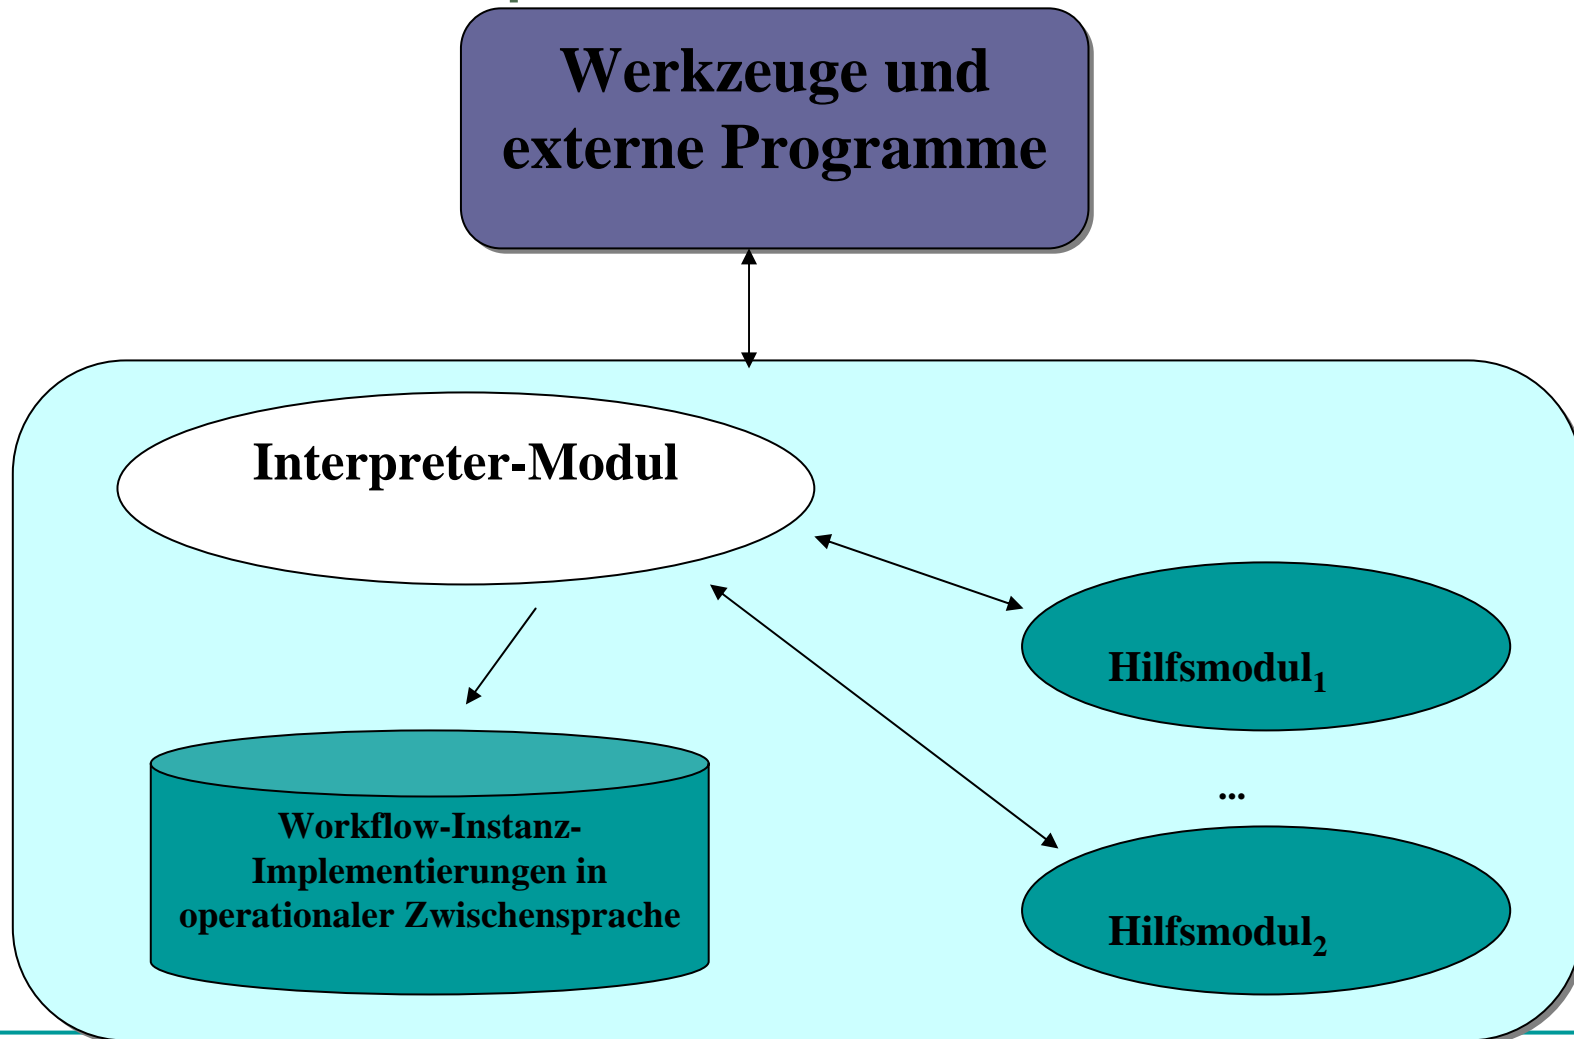 Werkzeuge und
externe Programme
Interpreter-Modul
Hilfsmodul₁
...
Workflow-Instanz-
Implementierungen in
operationaler Zwischensprache
Hilfsmodul₂